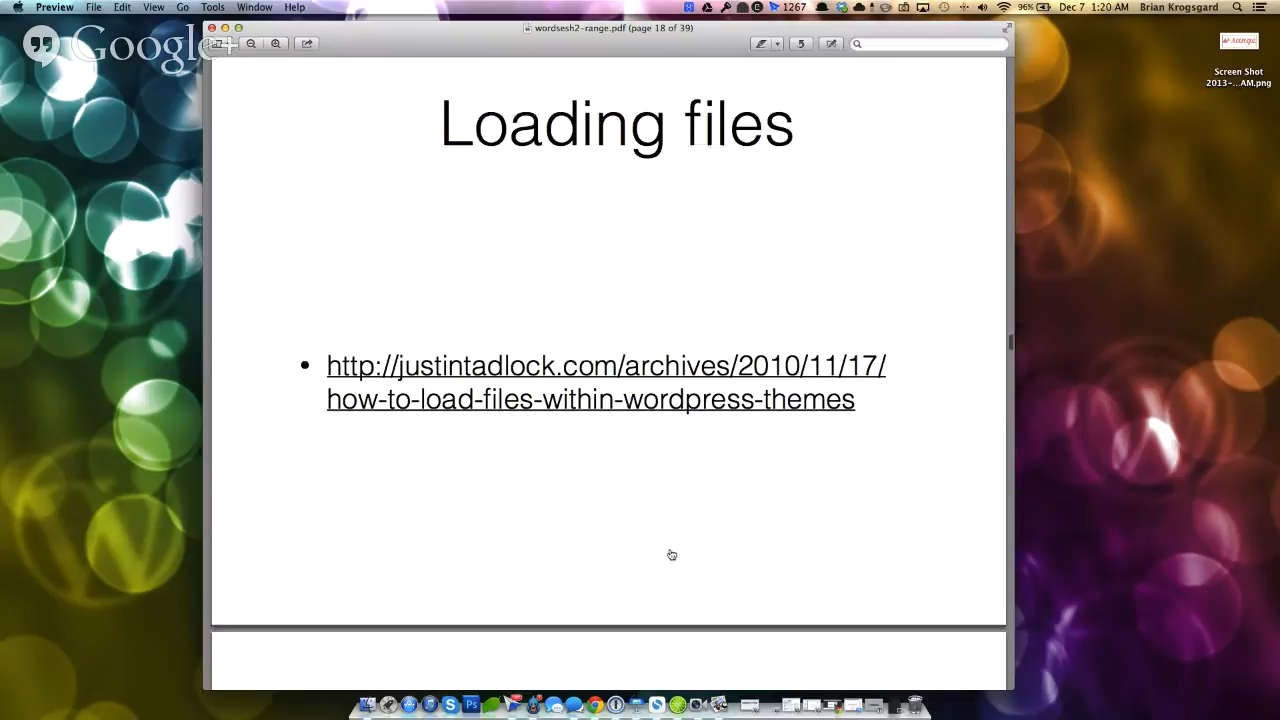 Preview File Edit View Go Tools Window Help 1267 96% Dec 7 1:20 AM Brian Krogsgard
Google+
wordsesh2-range.pdf (page 18 of 39)
Loading files
• http://justintadlock.com/archives/2010/11/17/
how-to-load-files-within-wordpress-themes
range
Screen Shot
2013-...AM.png